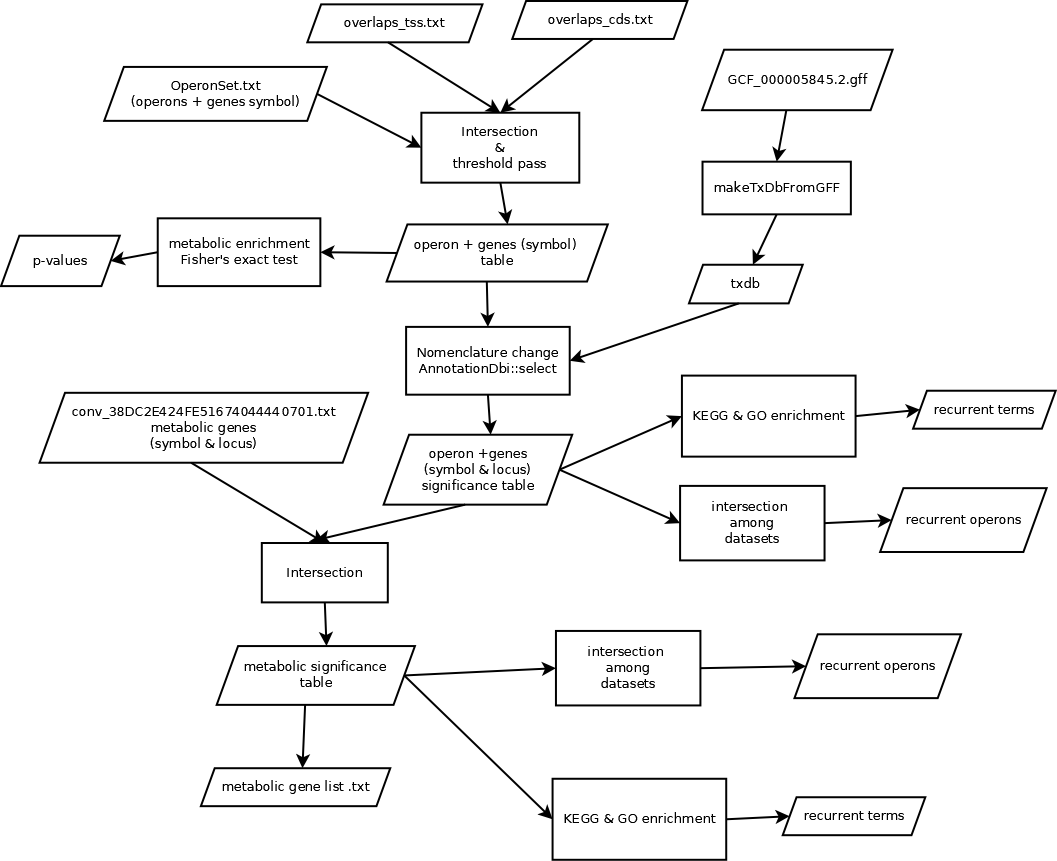 overlaps_tss.txt
overlaps_cds.txt
OperonSet.txt
(operons + genes symbol)
GCF_000005845.2.gff
Intersection
&
threshold pass
makeTxDbFromGFF
metabolic enrichment
Fisher's exact test
p-values
operon + genes (symbol)
table
txdb
Nomenclature change
AnnotationDbi::select
conv_38DC2E424FE51674044440701.txt
metabolic genes
(symbol & locus)
operon +genes
(symbol & locus)
significance table
KEGG & GO enrichment
recurrent terms
intersection
among
datasets
recurrent operons
Intersection
metabolic significance
table
intersection
among
datasets
recurrent operons
metabolic gene list .txt
KEGG & GO enrichment
recurrent terms